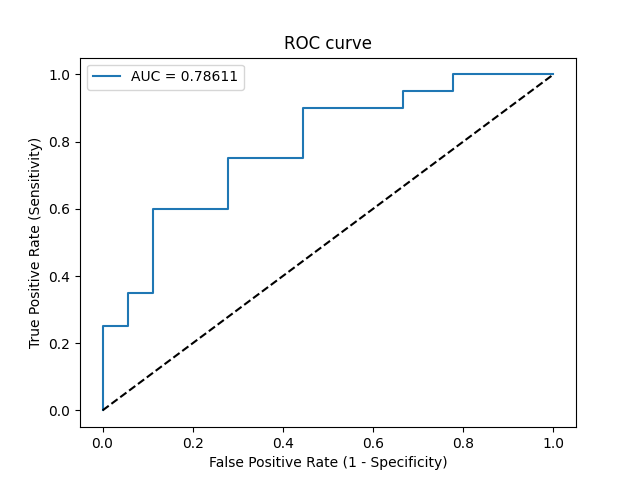 ROC curve
AUC = 0.78611
1.0
0.8
0.6
0.4
0.2
0.0
True Positive Rate (Sensitivity)
0.0 0.2 0.4 0.6 0.8 1.0
False Positive Rate (1 - Specificity)